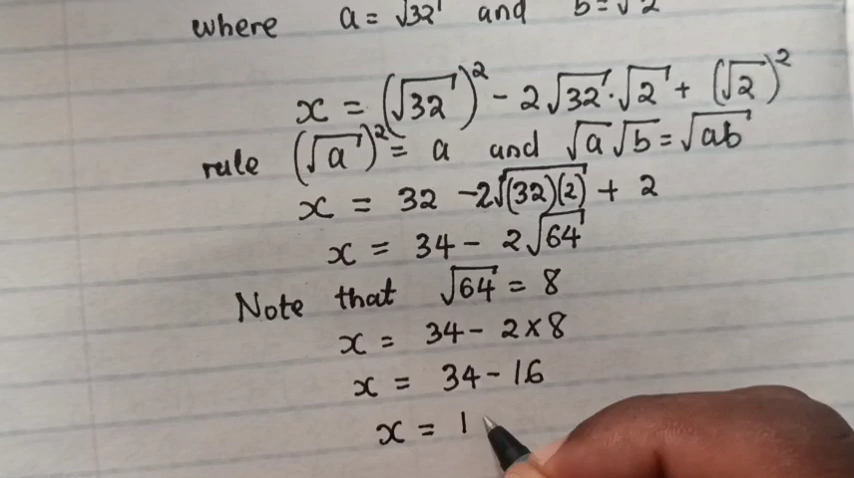 where a = √32 and b = √2
x = (√32)² - 2√32·√2 + (√2)²
rule (√a)² = a and √a√b = √ab
x = 32 -2√(32)(2) + 2
x = 34 - 2√64
Note that √64 = 8
x = 34 - 2×8
x = 34 - 16
x = 1